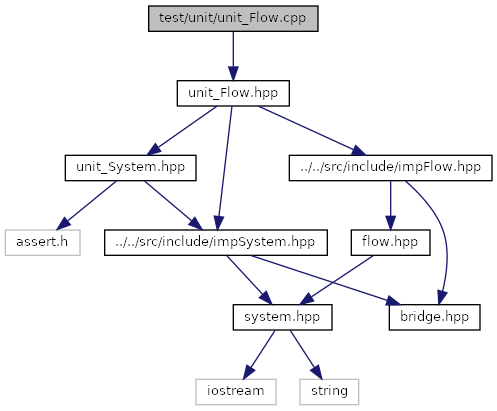 test/unit/unit_Flow.cpp
unit_Flow.hpp
unit_System.hpp
../../src/include/impFlow.hpp
assert.h
../../src/include/impSystem.hpp
flow.hpp
system.hpp
bridge.hpp
iostream
string